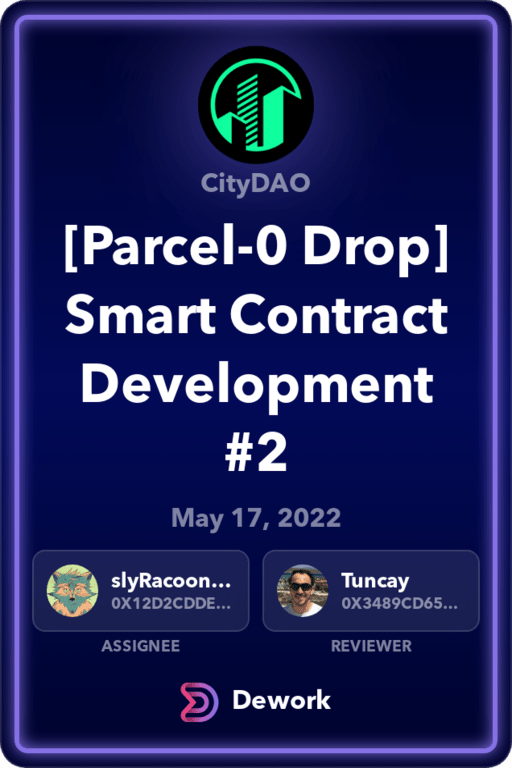 CityDAO
[Parcel-0 Drop]
Smart Contract
Development
#2
May 17, 2022
slyRacoon...
0X12D2CDDE...
Tuncay
0X3489CD65...
ASSIGNEE
REVIEWER
Dework